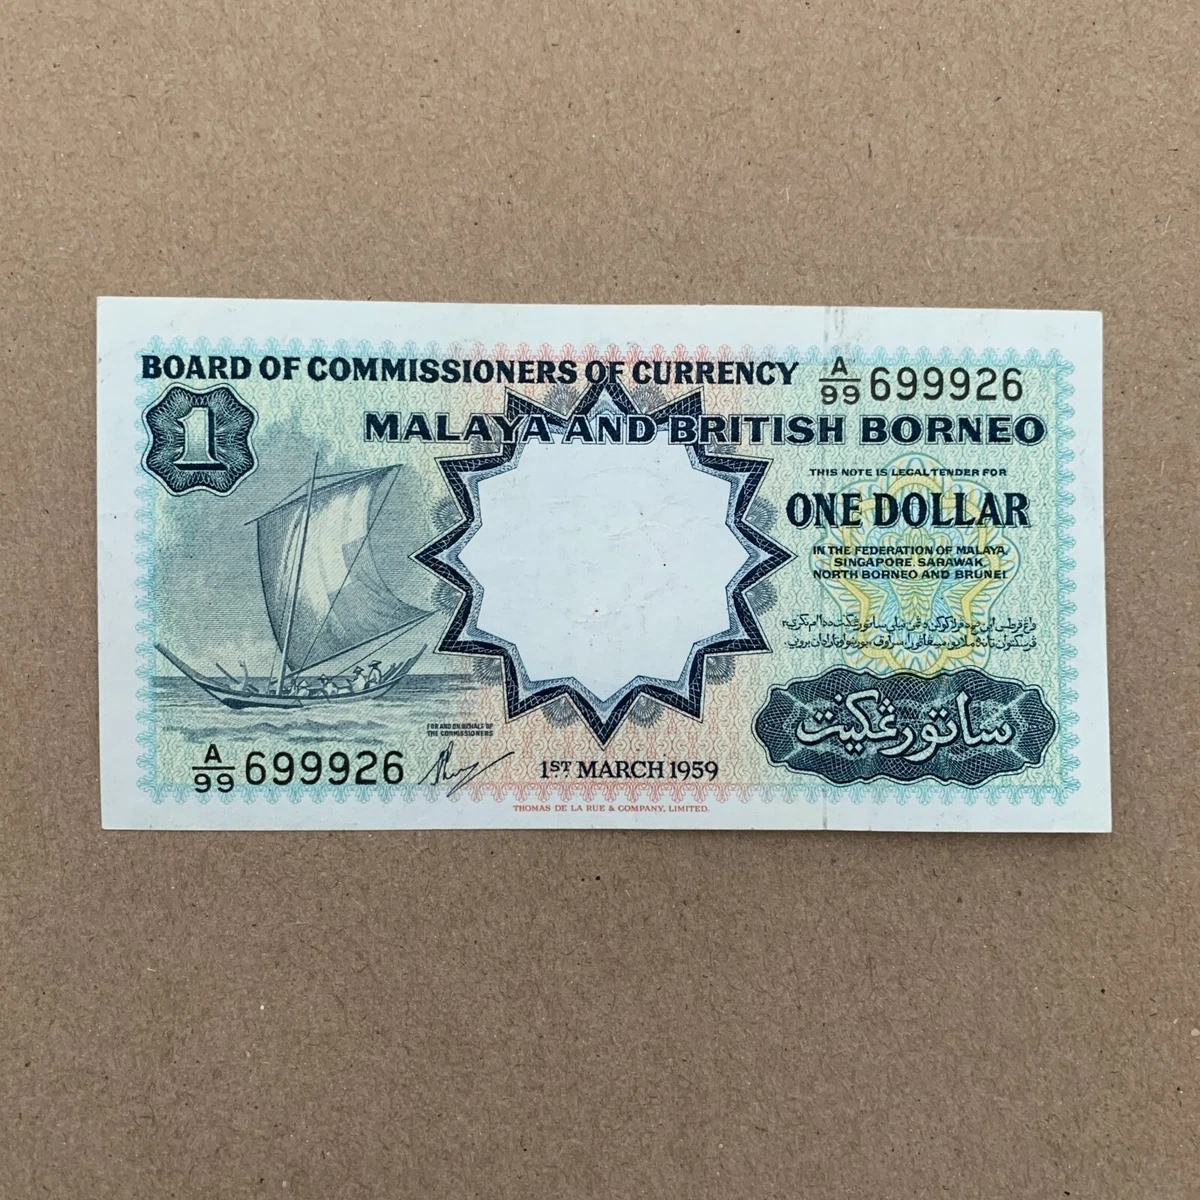 BOARD OF COMMISSIONERS OF CURRENCY
A/99 699926
MALAYA AND BRITISH BORNEO
1
THIS NOTE IS LEGAL TENDER FOR
ONE DOLLAR
IN THE FEDERATION OF MALAYA,
SINGAPORE, SARAWAK,
NORTH BORNEO AND BRUNEI
ساتو رڠڬيت
FOR AND ON BEHALF OF
THE COMMISSIONERS
A/99 699926
1ST MARCH 1959
THOMAS DE LA RUE & COMPANY, LIMITED.